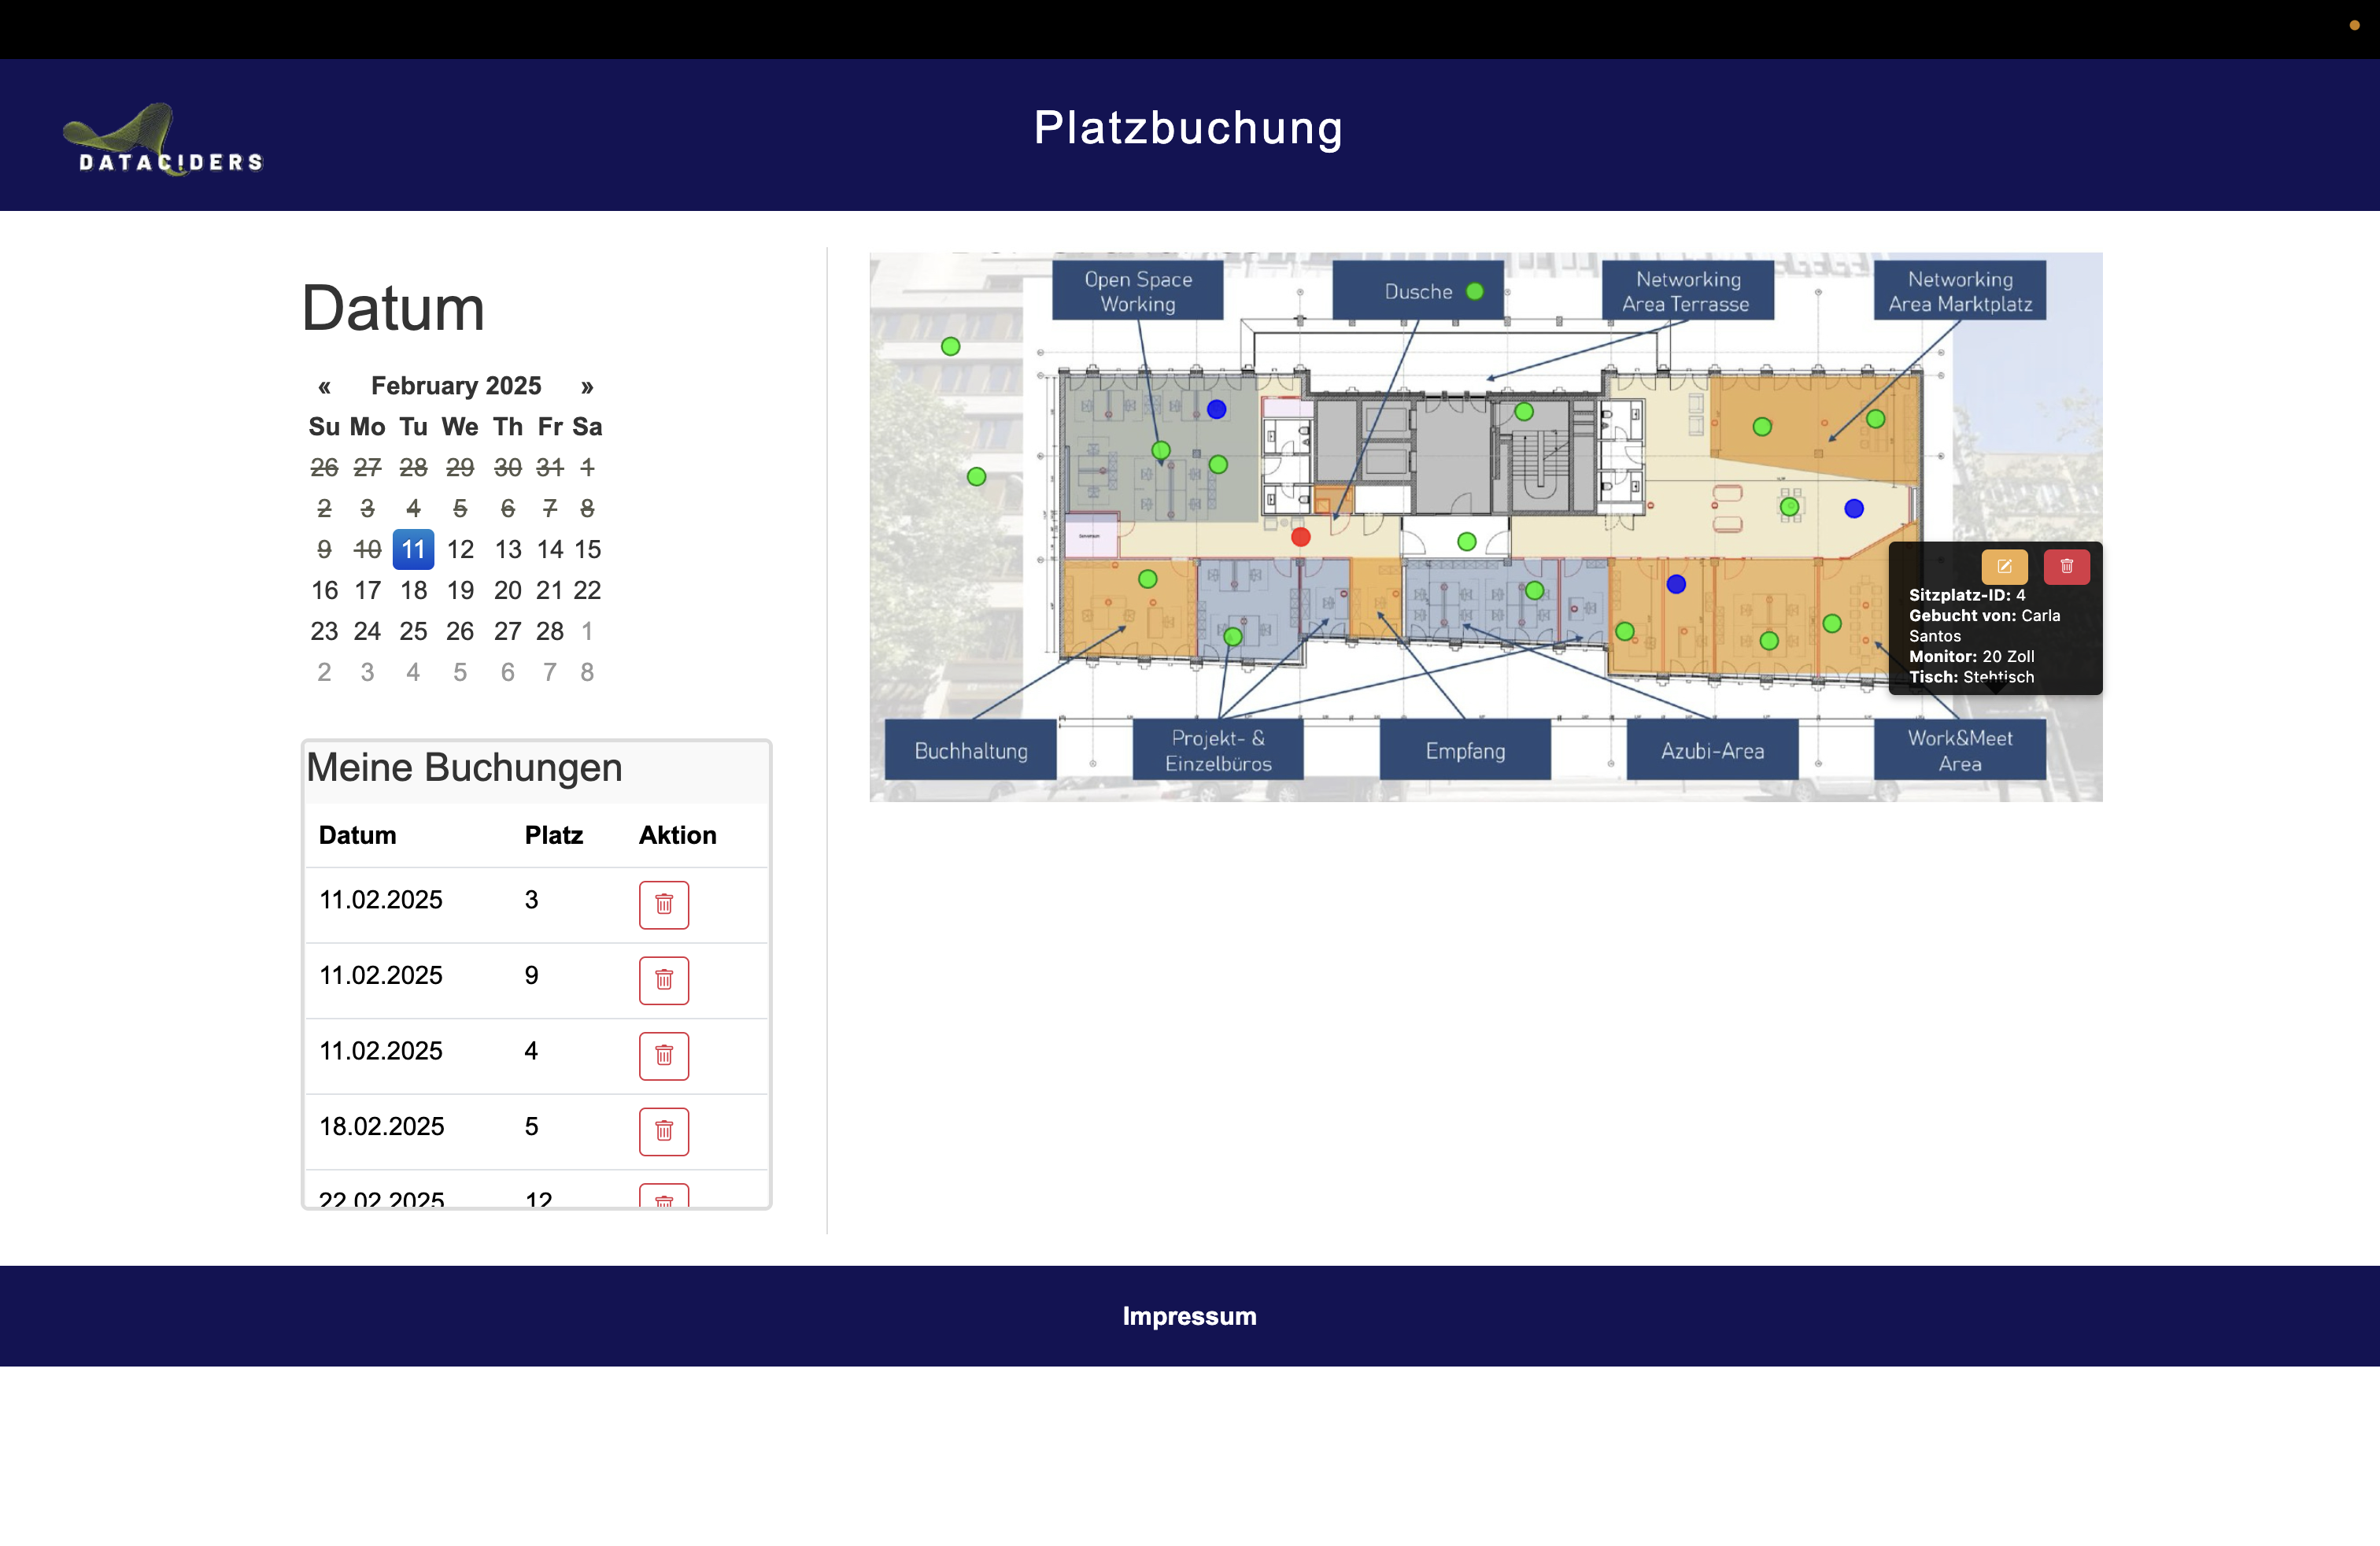 DATAC!DERS
Platzbuchung
Datum
« February 2025 »
Su Mo Tu We Th Fr Sa
26 27 28 29 30 31 1
2 3 4 5 6 7 8
9 10 11 12 13 14 15
16 17 18 19 20 21 22
23 24 25 26 27 28 1
2 3 4 5 6 7 8
Meine Buchungen
Datum Platz Aktion
11.02.2025 3
11.02.2025 9
11.02.2025 4
18.02.2025 5
22.02.2025 12
Open Space
Working
Dusche
Networking
Area Terrasse
Networking
Area Marktplatz
Sitzplatz-ID: 4
Gebucht von: Carla
Santos
Monitor: 20 Zoll
Tisch: Stehtisch
Buchhaltung
Projekt- &
Einzelbüros
Empfang
Azubi-Area
Work&Meet
Area
Impressum